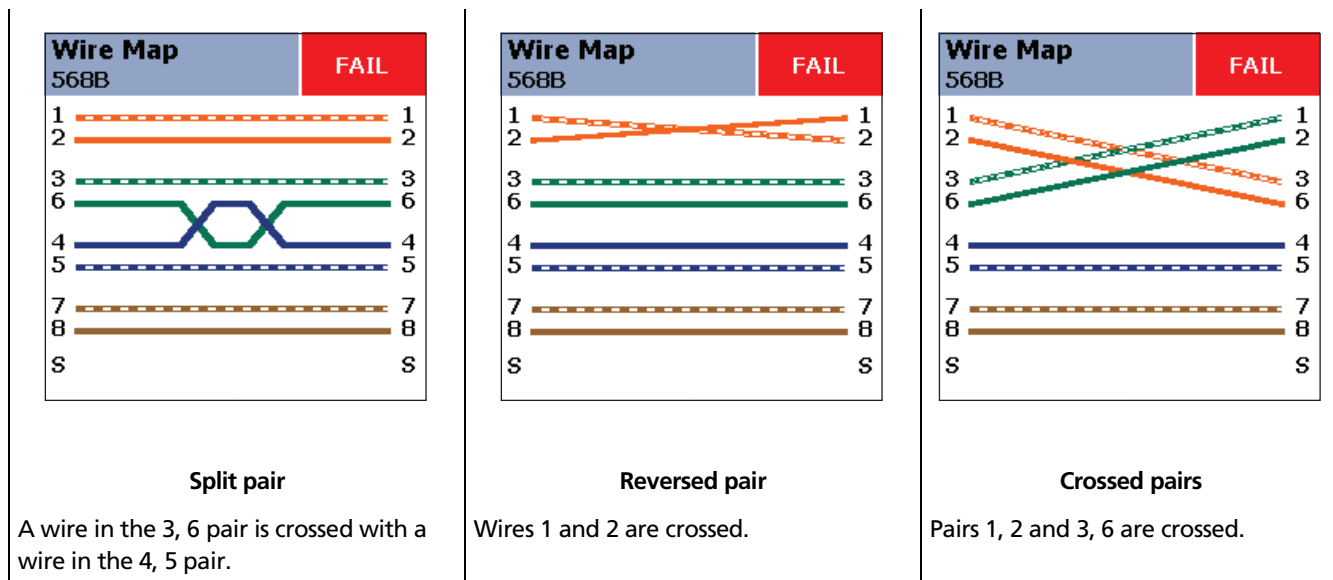 Wire Map
568B
FAIL
1 1
2 2
3 3
6 6
4 4
5 5
7 7
8 8
S S
Split pair
A wire in the 3, 6 pair is crossed with a
wire in the 4, 5 pair.
Wire Map
568B
FAIL
1 1
2 2
3 3
6 6
4 4
5 5
7 7
8 8
S S
Reversed pair
Wires 1 and 2 are crossed.
Wire Map
568B
FAIL
1 1
2 2
3 3
6 6
4 4
5 5
7 7
8 8
S S
Crossed pairs
Pairs 1, 2 and 3, 6 are crossed.